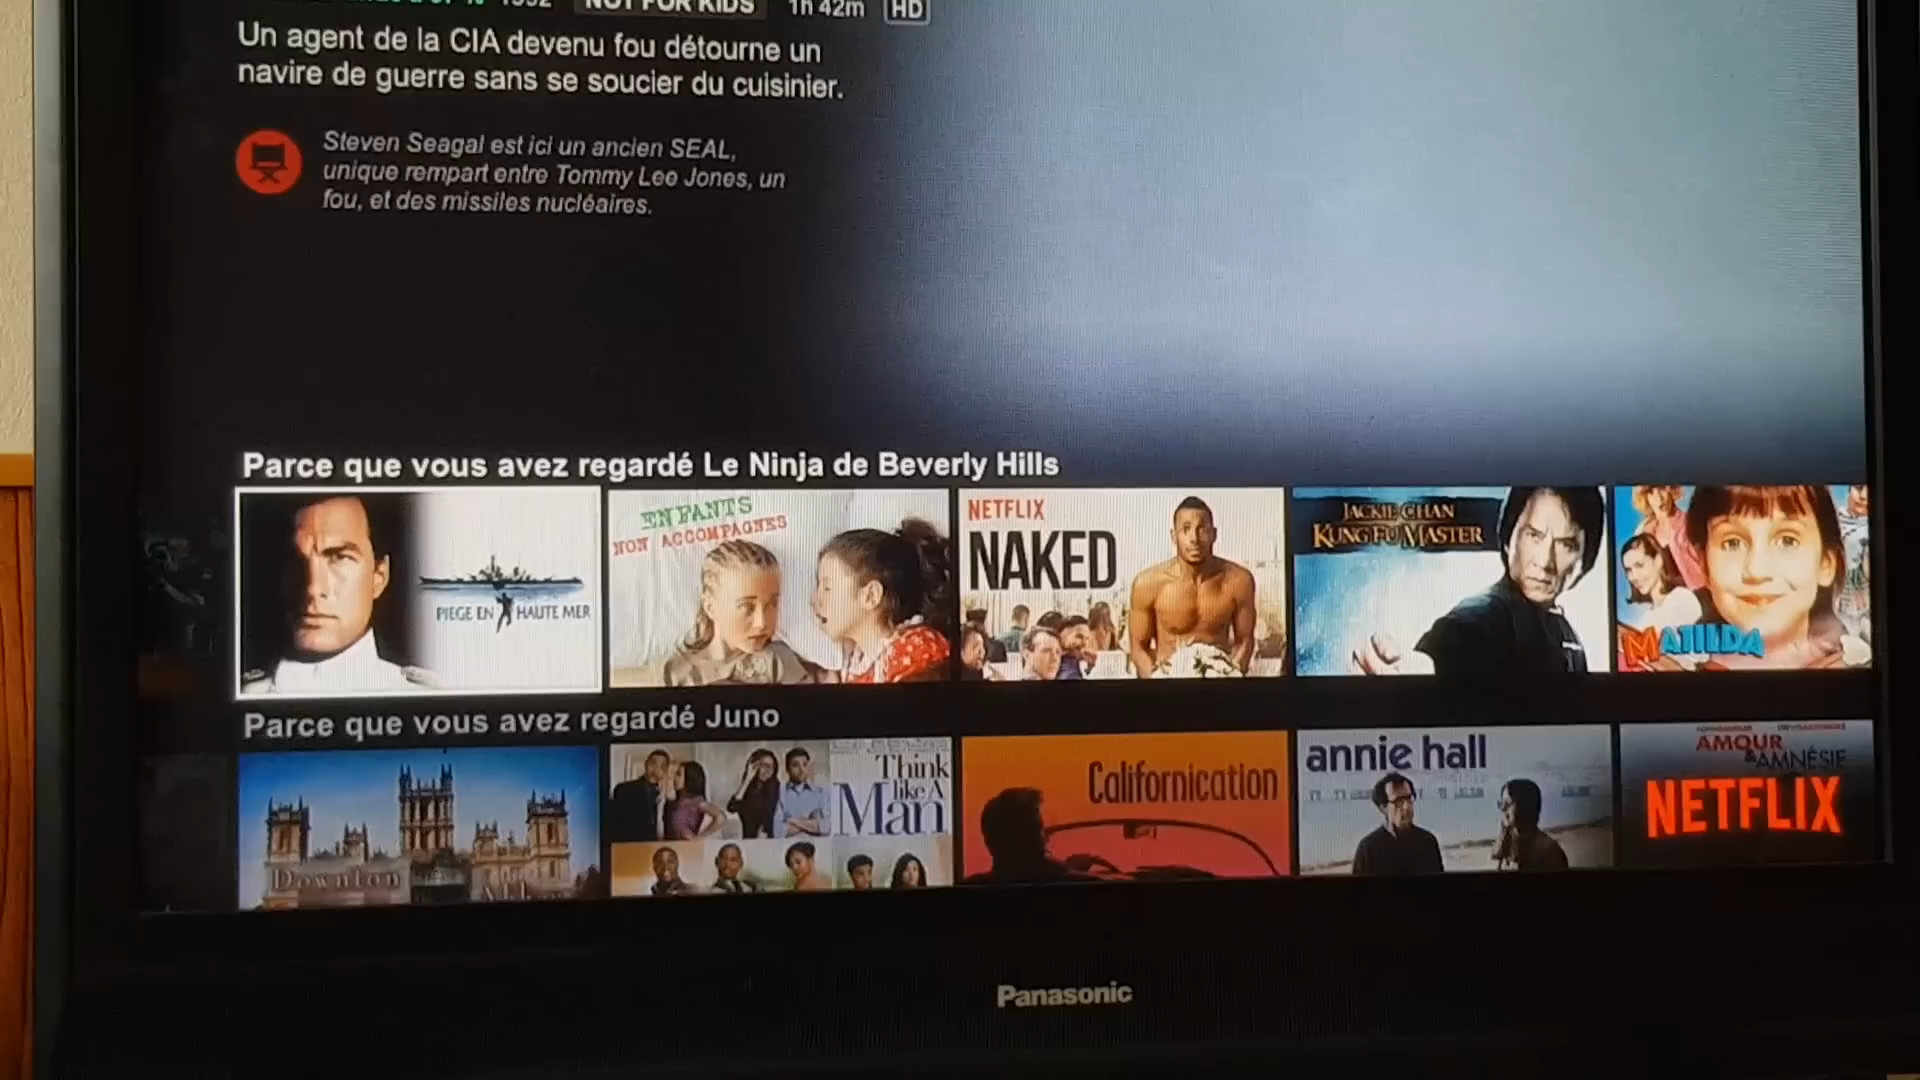 1992 NOT FOR KIDS 1h 42m HD
Un agent de la CIA devenu fou détourne un
navire de guerre sans se soucier du cuisinier.
Steven Seagal est ici un ancien SEAL,
unique rempart entre Tommy Lee Jones, un
fou, et des missiles nucléaires.
Parce que vous avez regardé Le Ninja de Beverly Hills
PIEGE EN HAUTE MER
ENFANTS
NON ACCOMPAGNES
NETFLIX
NAKED
JACKIE CHAN
KUNG FU MASTER
MATILDA
Parce que vous avez regardé Juno
Downton
Think
like A
Man
Californication
annie hall
AMOUR
& AMNÉSIE
NETFLIX
Panasonic